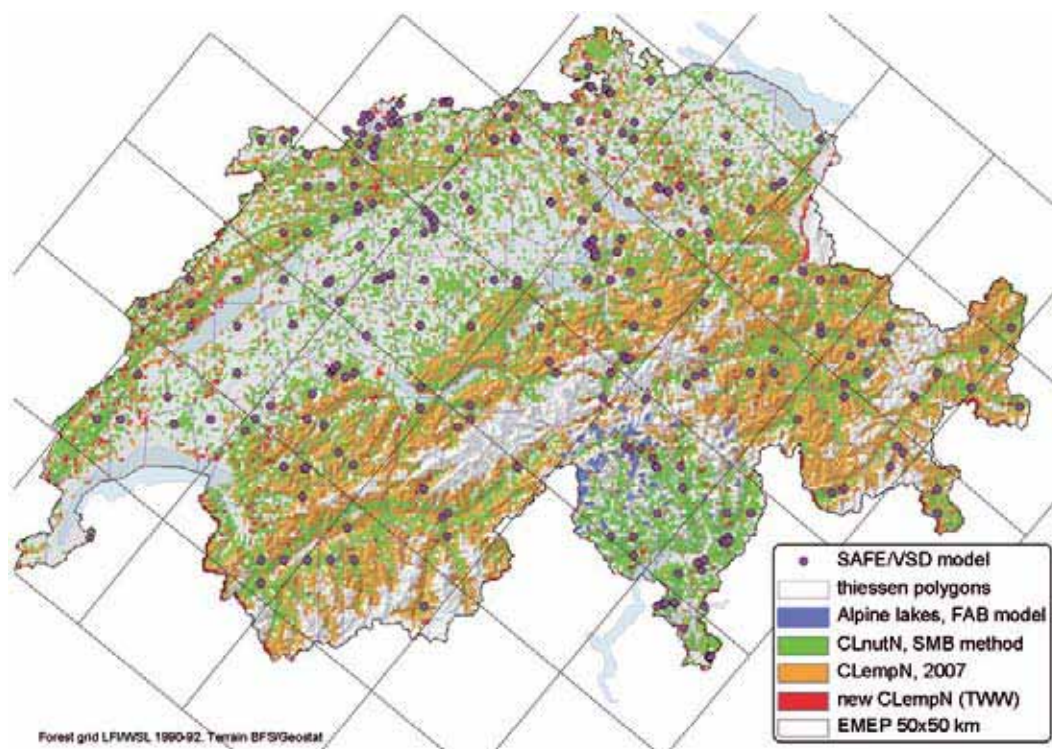 SAFE/VSD model
thiessen polygons
Alpine lakes, FAB model
CLnutN, SMB method
CLempN, 2007
new CLempN (TWW)
EMEP 50x50 km
Forest grid LFI/WSL 1990-92, Terrain BFS/Geostat